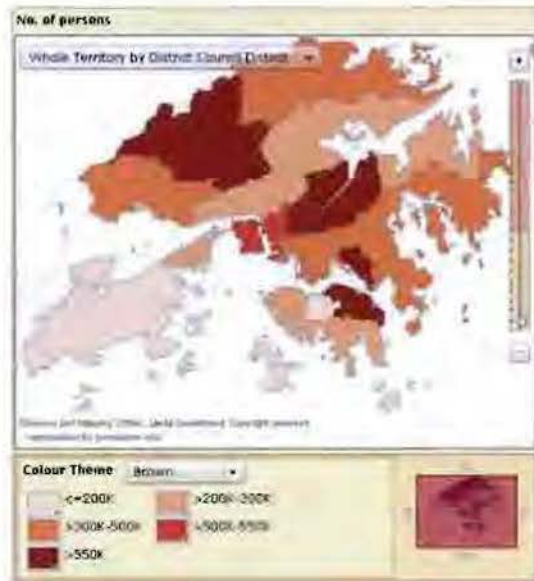 No. of persons
Whole Territory by District Council District
Colour Theme Brown
<=200K >200K-300K
>300K-500K >500K-550K
>550K